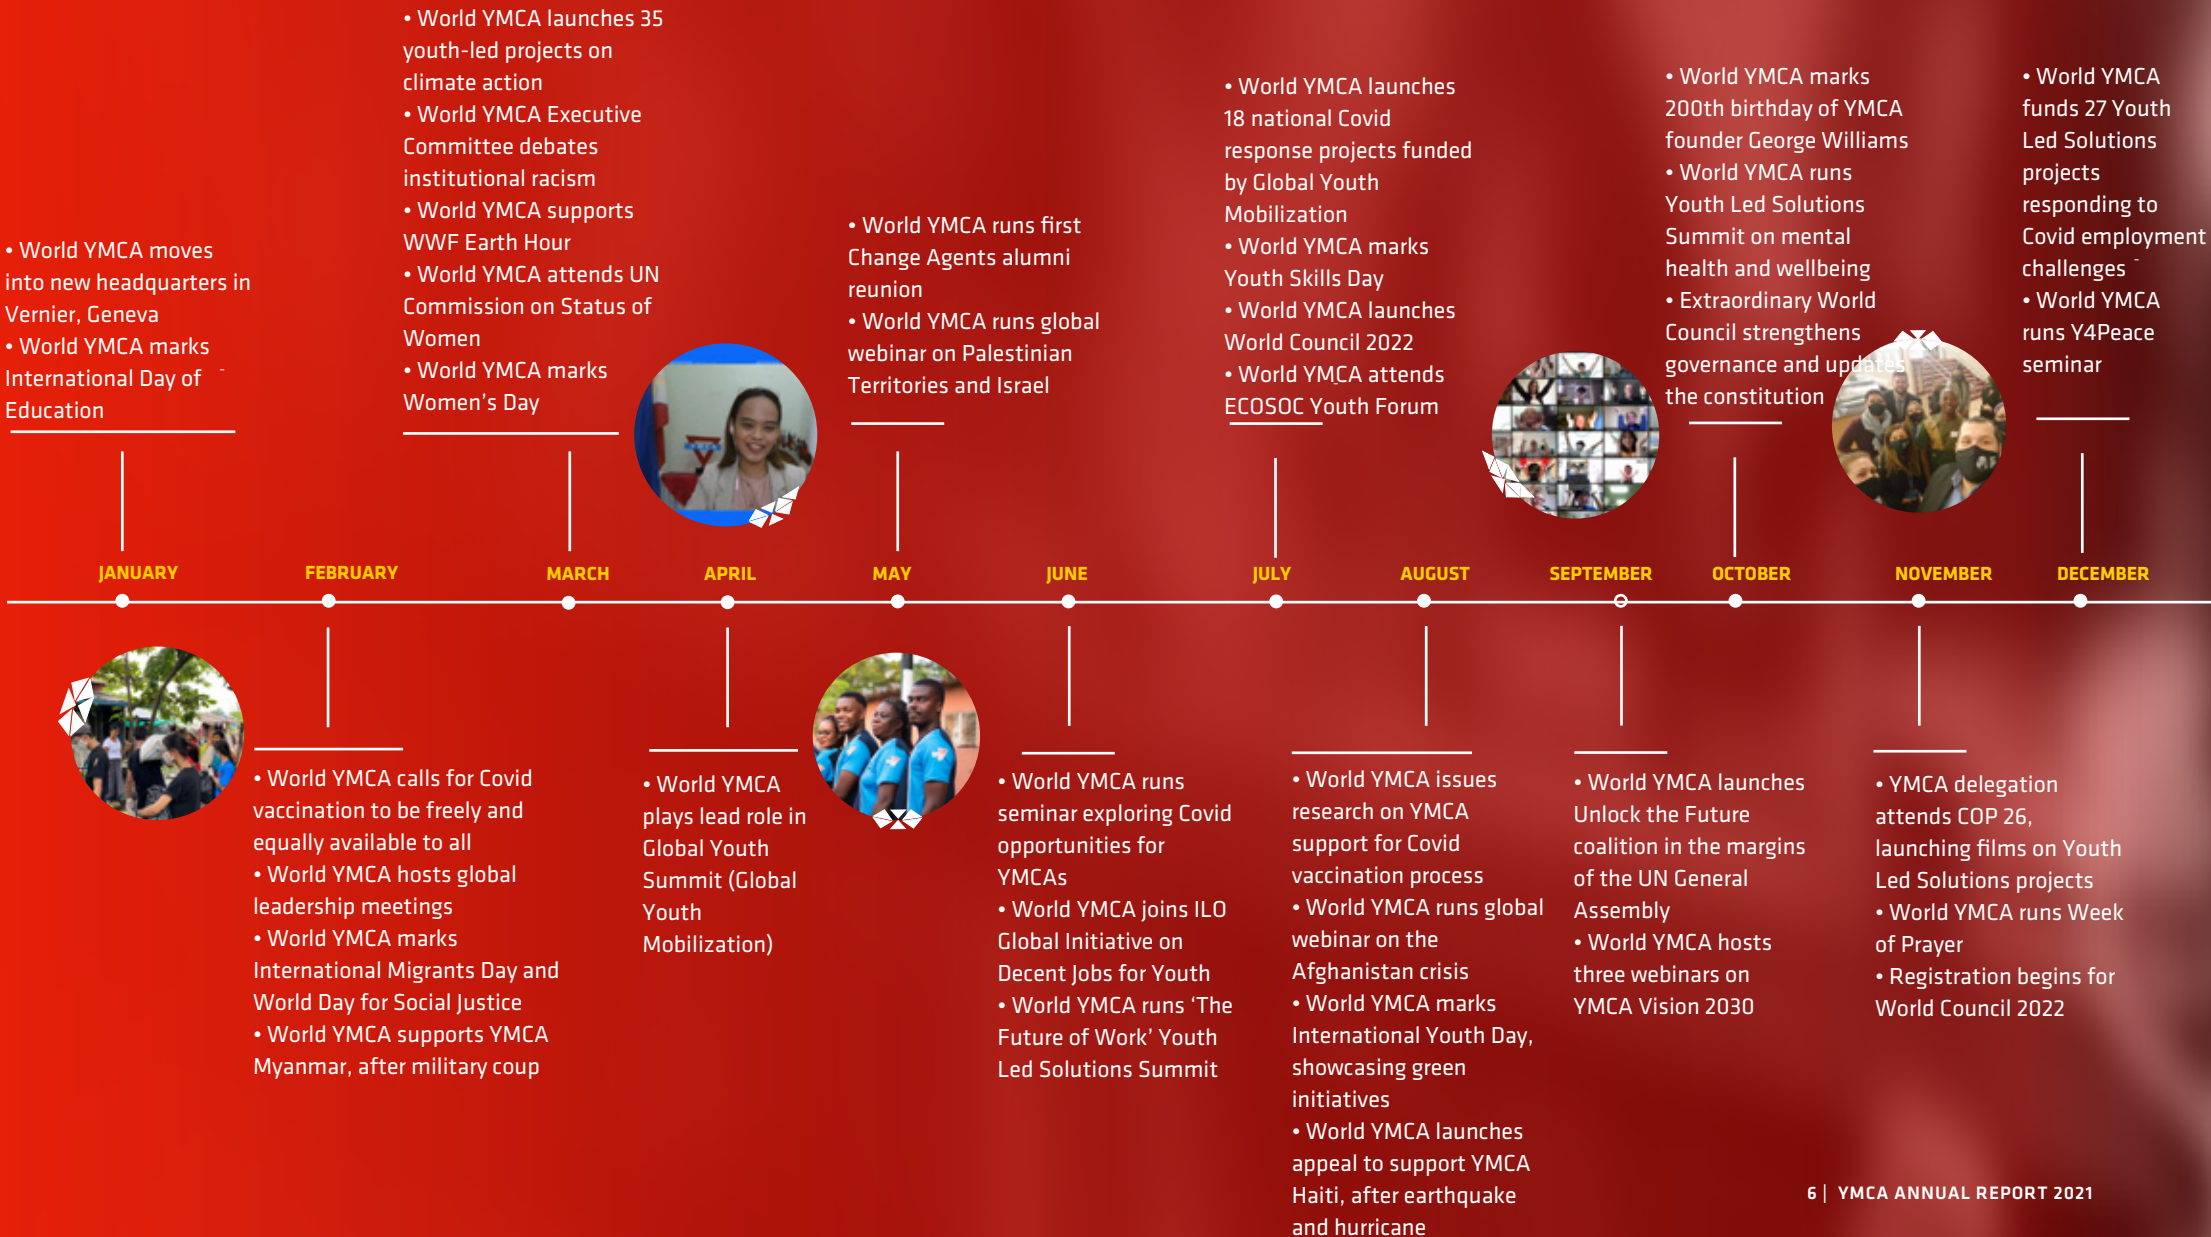 • World YMCA moves
into new headquarters in
Vernier, Geneva
• World YMCA marks
International Day of
Education
• World YMCA launches 35
youth-led projects on
climate action
• World YMCA Executive
Committee debates
institutional racism
• World YMCA supports
WWF Earth Hour
• World YMCA attends UN
Commission on Status of
Women
• World YMCA marks
Women's Day
• World YMCA runs first
Change Agents alumni
reunion
• World YMCA runs global
webinar on Palestinian
Territories and Israel
• World YMCA launches
18 national Covid
response projects funded
by Global Youth
Mobilization
• World YMCA marks
Youth Skills Day
• World YMCA launches
World Council 2022
• World YMCA attends
ECOSOC Youth Forum
• World YMCA marks
200th birthday of YMCA
founder George Williams
• World YMCA runs
Youth Led Solutions
Summit on mental
health and wellbeing
• Extraordinary World
Council strengthens
governance and updates
the constitution
• World YMCA
funds 27 Youth
Led Solutions
projects
responding to
Covid employment
challenges
• World YMCA
runs Y4Peace
seminar
JANUARY
FEBRUARY
MARCH
APRIL
MAY
JUNE
JULY
AUGUST
SEPTEMBER
OCTOBER
NOVEMBER
DECEMBER
• World YMCA calls for Covid
vaccination to be freely and
equally available to all
• World YMCA hosts global
leadership meetings
• World YMCA marks
International Migrants Day and
World Day for Social Justice
• World YMCA supports YMCA
Myanmar, after military coup
• World YMCA
plays lead role in
Global Youth
Summit (Global
Youth
Mobilization)
• World YMCA runs
seminar exploring Covid
opportunities for
YMCAs
• World YMCA joins ILO
Global Initiative on
Decent Jobs for Youth
• World YMCA runs ‘The
Future of Work’ Youth
Led Solutions Summit
• World YMCA issues
research on YMCA
support for Covid
vaccination process
• World YMCA runs global
webinar on the
Afghanistan crisis
• World YMCA marks
International Youth Day,
showcasing green
initiatives
• World YMCA launches
appeal to support YMCA
Haiti, after earthquake
and hurricane
• World YMCA launches
Unlock the Future
coalition in the margins
of the UN General
Assembly
• World YMCA hosts
three webinars on
YMCA Vision 2030
• YMCA delegation
attends COP 26,
launching films on Youth
Led Solutions projects
• World YMCA runs Week
of Prayer
• Registration begins for
World Council 2022
6 | YMCA ANNUAL REPORT 2021